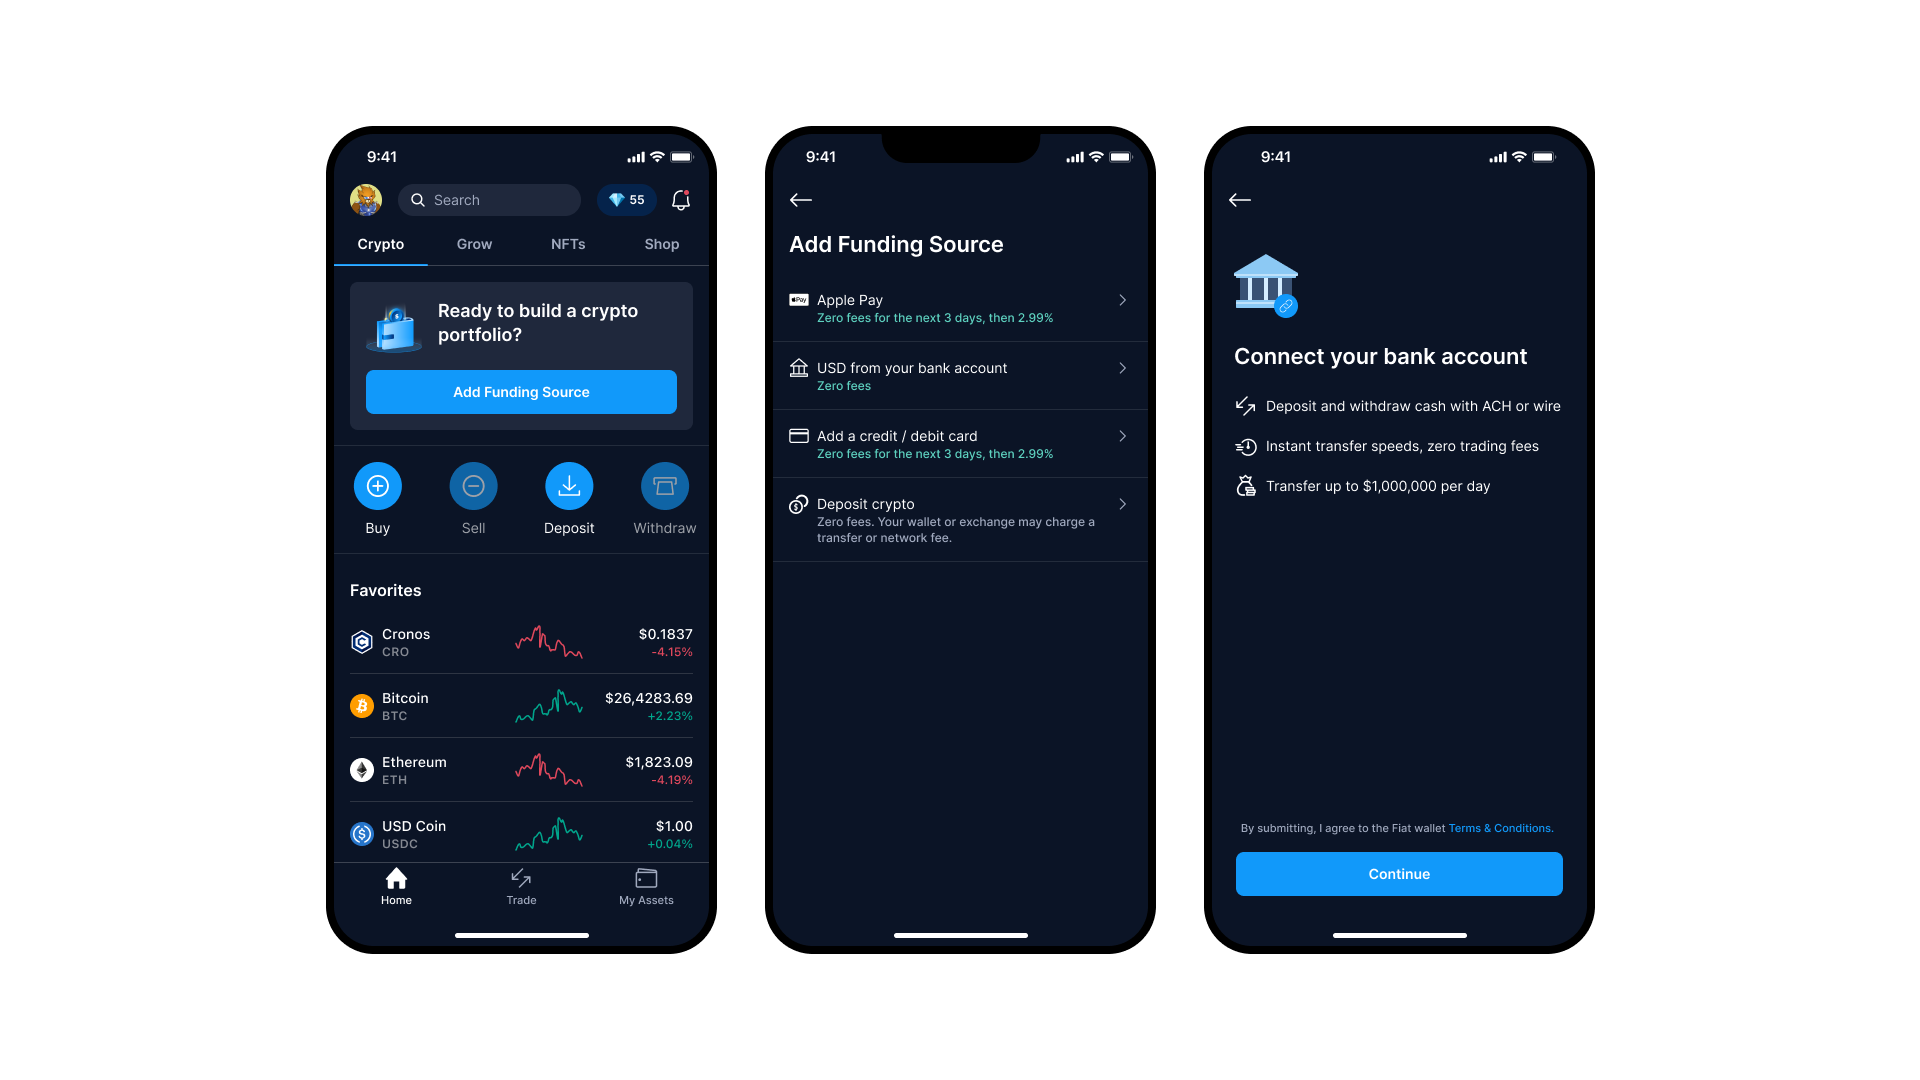 9:41
Search
55
Crypto Grow NFTs Shop
Ready to build a crypto
portfolio?
Add Funding Source
Buy Sell Deposit Withdraw
Favorites
Cronos $0.1837
CRO -4.15%
Bitcoin $26,4283.69
BTC +2.23%
Ethereum $1,823.09
ETH -4.19%
USD Coin $1.00
USDC +0.04%
Home Trade My Assets
9:41
Add Funding Source
Pay Apple Pay
Zero fees for the next 3 days, then 2.99%
USD from your bank account
Zero fees
Add a credit / debit card
Zero fees for the next 3 days, then 2.99%
Deposit crypto
Zero fees. Your wallet or exchange may charge a
transfer or network fee.
9:41
Connect your bank account
Deposit and withdraw cash with ACH or wire
Instant transfer speeds, zero trading fees
Transfer up to $1,000,000 per day
By submitting, I agree to the Fiat wallet Terms & Conditions.
Continue